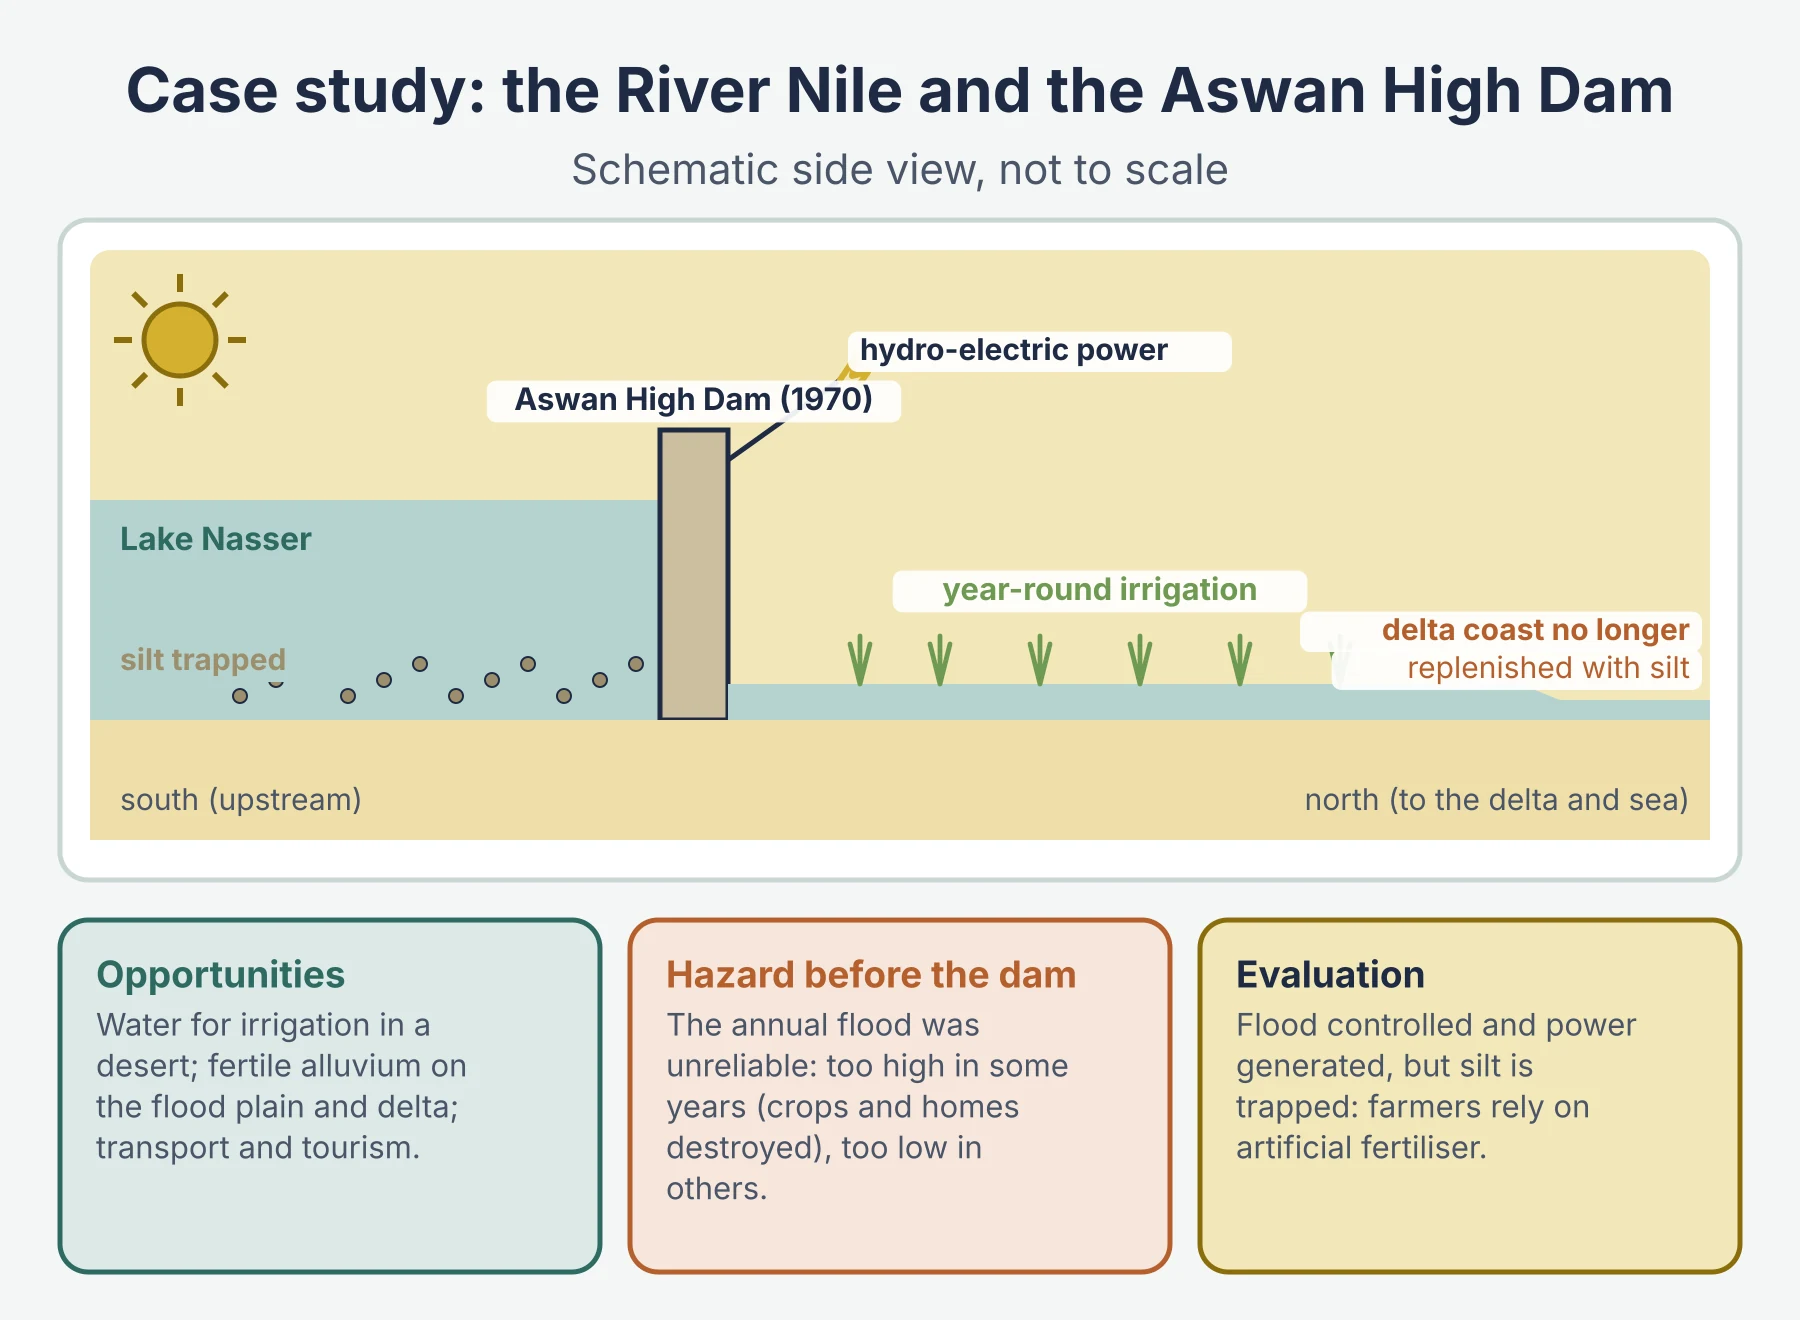 Case study: the River Nile and the Aswan High Dam
Schematic side view, not to scale
hydro-electric power
Aswan High Dam (1970)
Lake Nasser
year-round irrigation
delta coast no longer
replenished with silt
silt trapped
south (upstream)
north (to the delta and sea)
Opportunities
Water for irrigation in a
desert; fertile alluvium on
the flood plain and delta;
transport and tourism.
Hazard before the dam
The annual flood was
unreliable: too high in some
years (crops and homes
destroyed), too low in
others.
Evaluation
Flood controlled and power
generated, but silt is
trapped: farmers rely on
artificial fertiliser.